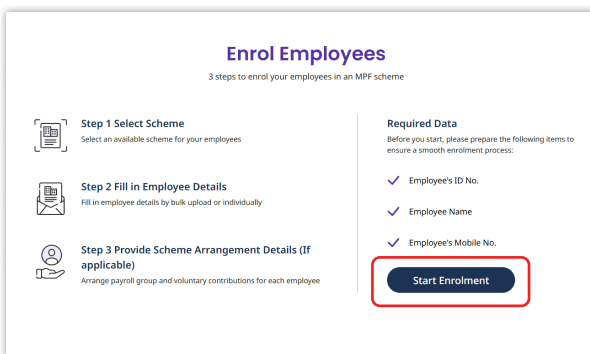 Enrol Employees
3 steps to enrol your employees in an MPF scheme
Step 1 Select Scheme
Select an available scheme for your employees
Step 2 Fill in Employee Details
Fill in employee details by bulk upload or individually
Step 3 Provide Scheme Arrangement Details (If
applicable)
Arrange payroll group and voluntary contributions for each employee
Required Data
Before you start, please prepare the following items to
ensure a smooth enrolment process:
Employee's ID No.
Employee Name
Employee's Mobile No.
Start Enrolment